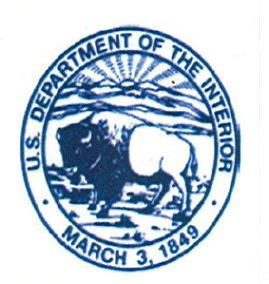 U.S. DEPARTMENT OF THE INTERIOR
MARCH 3, 1849